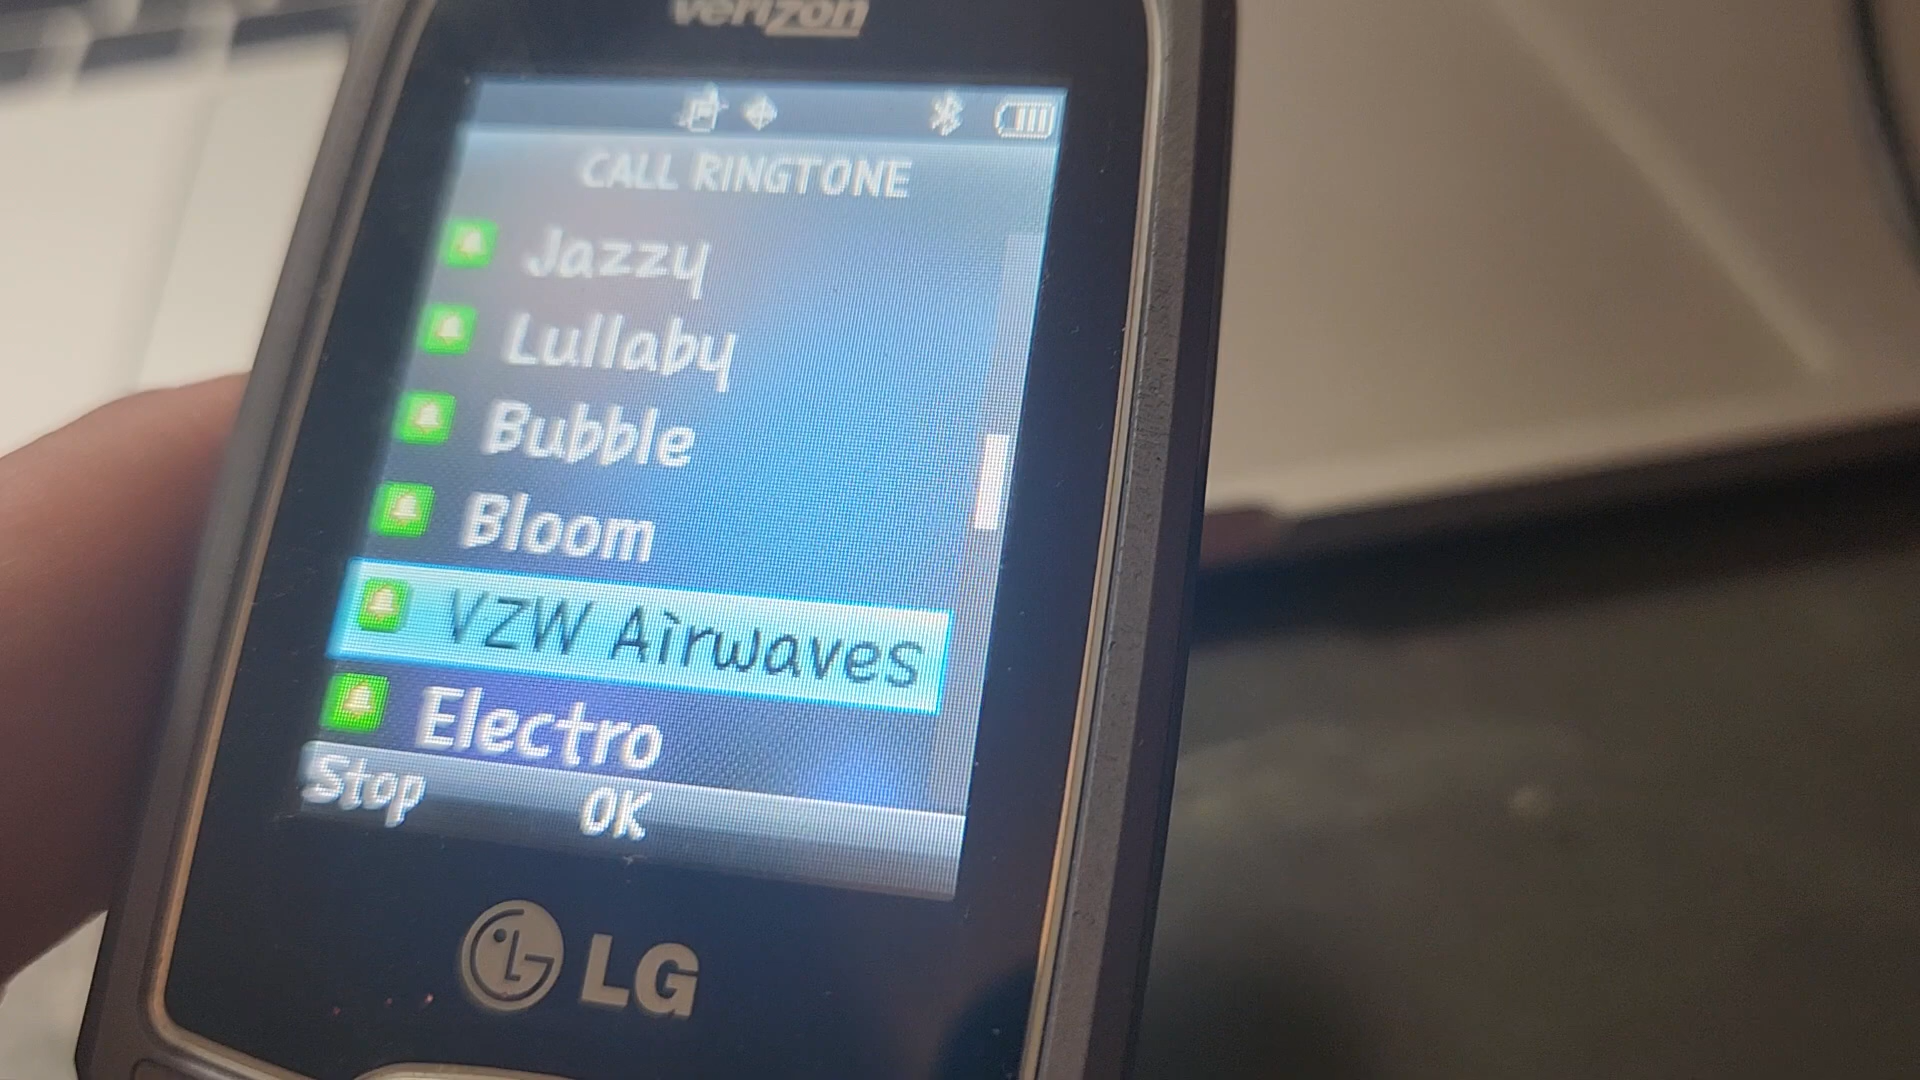 verizon
CALL RINGTONE
Jazzy
Lullaby
Bubble
Bloom
VZW Airwaves
Electro
Stop OK
LG